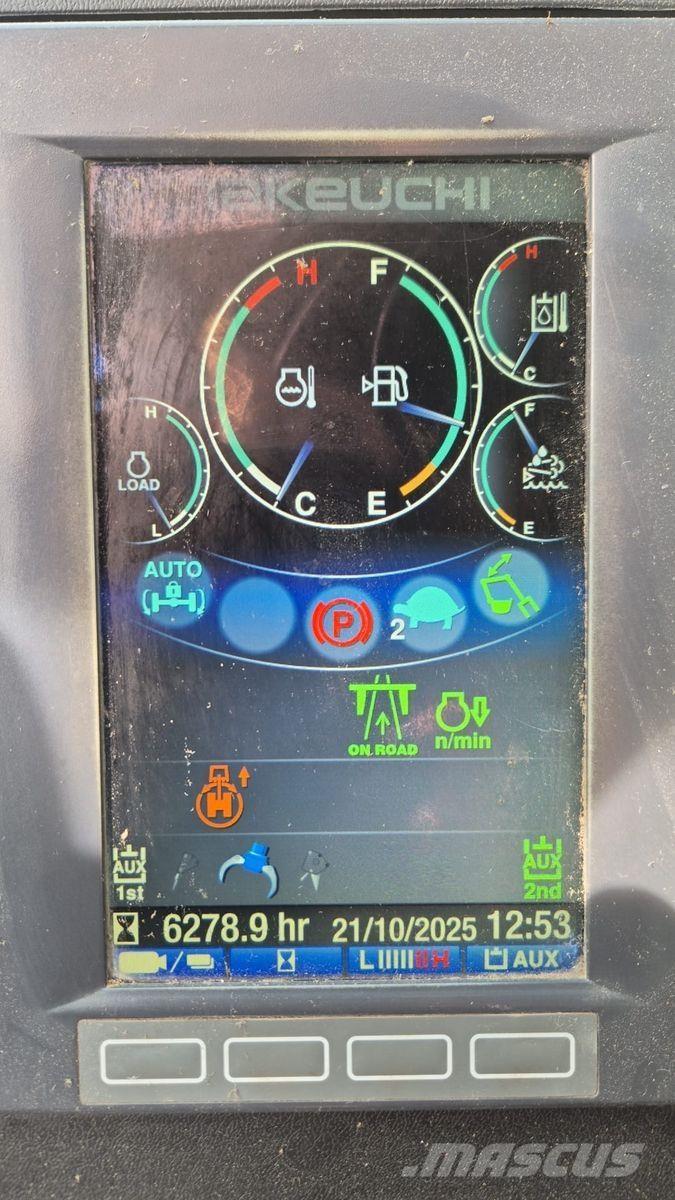 TAKEUCHI
H F
H
C
H
LOAD
L
C E
F
E
AUTO
P
2
ON ROAD
n/min
H
AUX
1st
AUX
2nd
6278.9 hr 21/10/2025 12:53
/ L H AUX
MASCUS